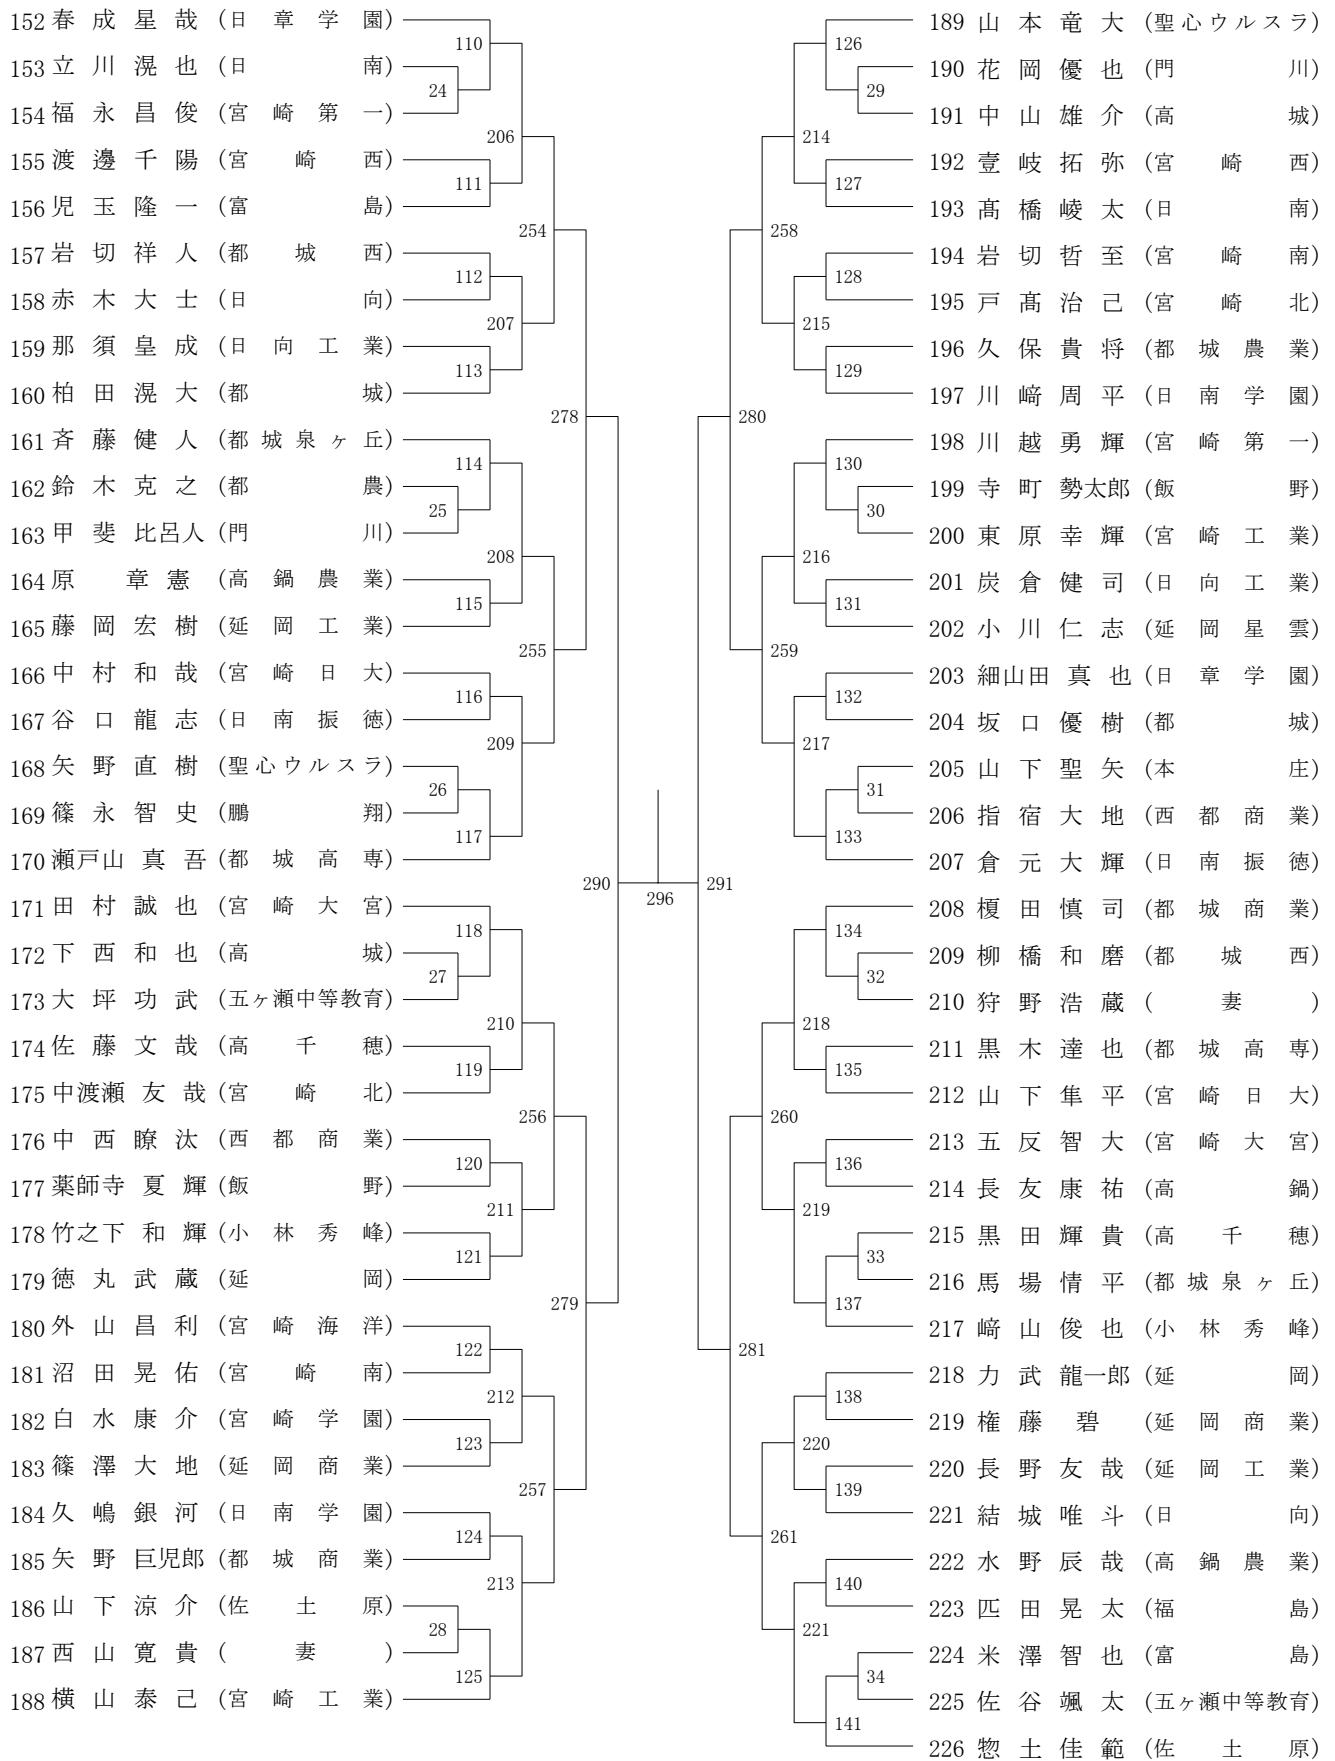 152 春成星哉 (日章学園)
153 立川滉也 (日南)
154 福永昌俊 (宮崎第一)
155 渡邊千陽 (宮崎西)
156 児玉隆一 (富島)
157 岩切祥人 (都城西)
158 赤木大士 (日向)
159 那須皇成 (日向工業)
160 柏田滉大 (都城)
161 斉藤健人 (都城泉ヶ丘)
162 鈴木克之 (都農)
163 甲斐比呂人 (門川)
164 原章憲 (高鍋農業)
165 藤岡宏樹 (延岡工業)
166 中村和哉 (宮崎日大)
167 谷口龍志 (日南振徳)
168 矢野直樹 (聖心ウルスラ)
169 篠永智史 (鵬翔)
170 瀬戸山真吾 (都城高専)
171 田村誠也 (宮崎大宮)
172 下西和也 (高城)
173 大坪功武 (五ヶ瀬中等教育)
174 佐藤文哉 (高千穂)
175 中渡瀬友哉 (宮崎北)
176 中西瞭汰 (西都商業)
177 薬師寺夏輝 (飯野)
178 竹之下和輝 (小林秀峰)
179 徳丸武蔵 (延岡)
180 外山昌利 (宮崎海洋)
181 沼田晃佑 (宮崎南)
182 白水康介 (宮崎学園)
183 篠澤大地 (延岡商業)
184 久嶋銀河 (日南学園)
185 矢野巨児郎 (都城商業)
186 山下涼介 (佐土原)
187 西山寛貴 (妻)
188 横山泰己 (宮崎工業)
110
24
206
111
254
112
207
113
278
114
25
208
115
255
116
209
26
117
290
118
27
210
119
256
120
211
121
279
122
212
123
257
124
213
28
125
296
291
126
29
214
127
258
128
215
129
280
130
30
216
131
259
132
217
31
133
134
32
218
135
260
136
219
33
137
281
138
220
139
261
140
221
34
141
189 山本竜大 (聖心ウルスラ)
190 花岡優也 (門川)
191 中山雄介 (高城)
192 壹岐拓弥 (宮崎西)
193 髙橋崚太 (日南)
194 岩切哲至 (宮崎南)
195 戸髙治己 (宮崎北)
196 久保貴将 (都城農業)
197 川﨑周平 (日南学園)
198 川越勇輝 (宮崎第一)
199 寺町勢太郎 (飯野)
200 東原幸輝 (宮崎工業)
201 炭倉健司 (日向工業)
202 小川仁志 (延岡星雲)
203 細山田真也 (日章学園)
204 坂口優樹 (都城)
205 山下聖矢 (本庄)
206 指宿大地 (西都商業)
207 倉元大輝 (日南振徳)
208 榎田慎司 (都城商業)
209 柳橋和磨 (都城西)
210 狩野浩蔵 (妻)
211 黒木達也 (都城高専)
212 山下隼平 (宮崎日大)
213 五反智大 (宮崎大宮)
214 長友康祐 (高鍋)
215 黒田輝貴 (高千穂)
216 馬場情平 (都城泉ヶ丘)
217 﨑山俊也 (小林秀峰)
218 力武龍一郎 (延岡)
219 権藤碧 (延岡商業)
220 長野友哉 (延岡工業)
221 結城唯斗 (日向)
222 水野辰哉 (高鍋農業)
223 匹田晃太 (福島)
224 米澤智也 (富島)
225 佐谷颯太 (五ヶ瀬中等教育)
226 惣土佳範 (佐土原)